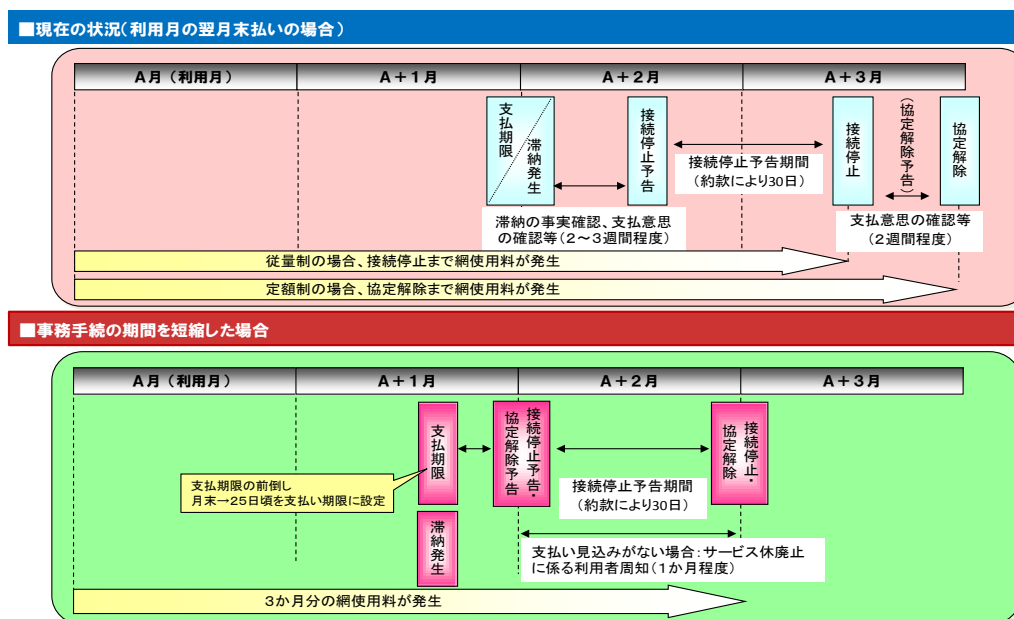 ■現在の状況(利用月の翌月末払いの場合)
A月(利用月)
A+1月
A+2月
A+3月
支払期限
滞納発生
接続停止予告
接続停止予告期間
(約款により30日)
接続停止
(協定解除予告)
協定解除
滞納の事実確認、支払意思
の確認等(2~3週間程度)
支払意思の確認等
(2週間程度)
従量制の場合、接続停止まで網使用料が発生
定額制の場合、協定解除まで網使用料が発生
■事務手続の期間を短縮した場合
A月(利用月)
A+1月
A+2月
A+3月
支払期限
接続停止予告・
協定解除予告
接続停止・
協定解除
支払期限の前倒し
月末→25日頃を支払い期限に設定
接続停止予告期間
(約款により30日)
滞納発生
支払い見込みがない場合:サービス休廃止
に係る利用者周知(1か月程度)
3か月分の網使用料が発生